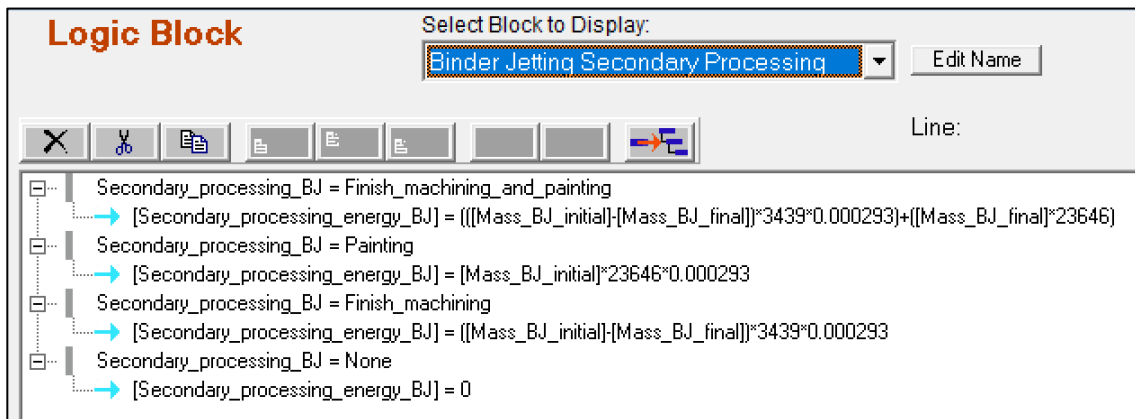 Logic Block
Select Block to Display:
Binder Jetting Secondary Processing
Edit Name
Line:
Secondary_processing_BJ = Finish_machining_and_painting
[Secondary_processing_energy_BJ] = (([Mass_BJ_initial]-[Mass_BJ_final])*3439*0.000293)+([Mass_BJ_final]*23646)
Secondary_processing_BJ = Painting
[Secondary_processing_energy_BJ] = [Mass_BJ_initial]*23646*0.000293
Secondary_processing_BJ = Finish_machining
[Secondary_processing_energy_BJ] = ([Mass_BJ_initial]-[Mass_BJ_final])*3439*0.000293
Secondary_processing_BJ = None
[Secondary_processing_energy_BJ] = 0